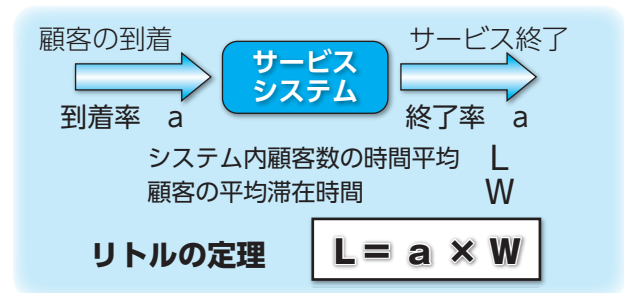 顧客の到着
サービス終了
サービス
システム
到着率 a
終了率 a
システム内顧客数の時間平均 L
顧客の平均滞在時間 W
リトルの定理
L= a × W